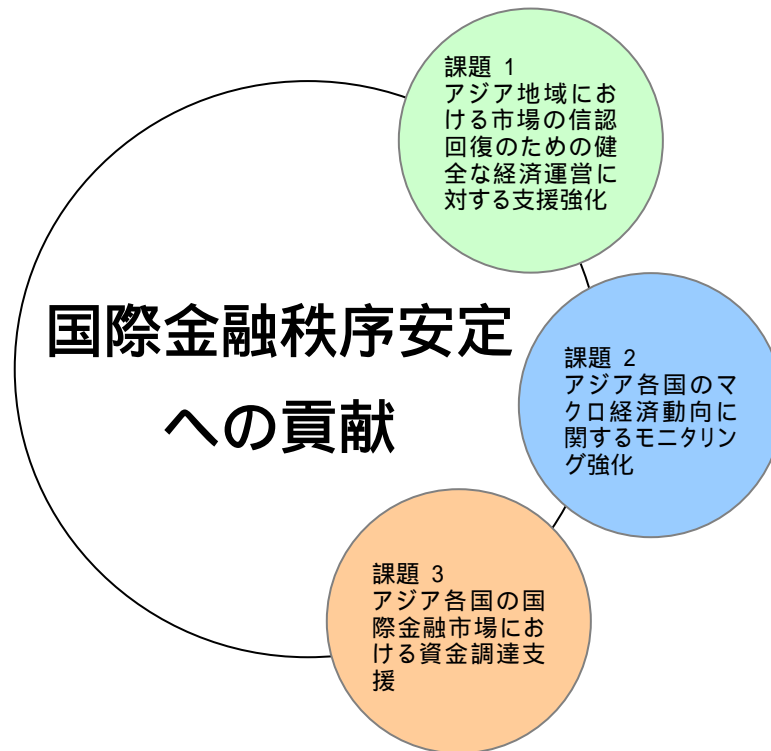 課題 1
アジア地域にお
ける市場の信認
回復のための健
全な経済運営に
対する支援強化
国際金融秩序安定
への貢献
課題 2
アジア各国のマ
クロ経済動向に
関するモニタリン
グ強化
課題 3
アジア各国の国
際金融市場にお
ける資金調達支
援